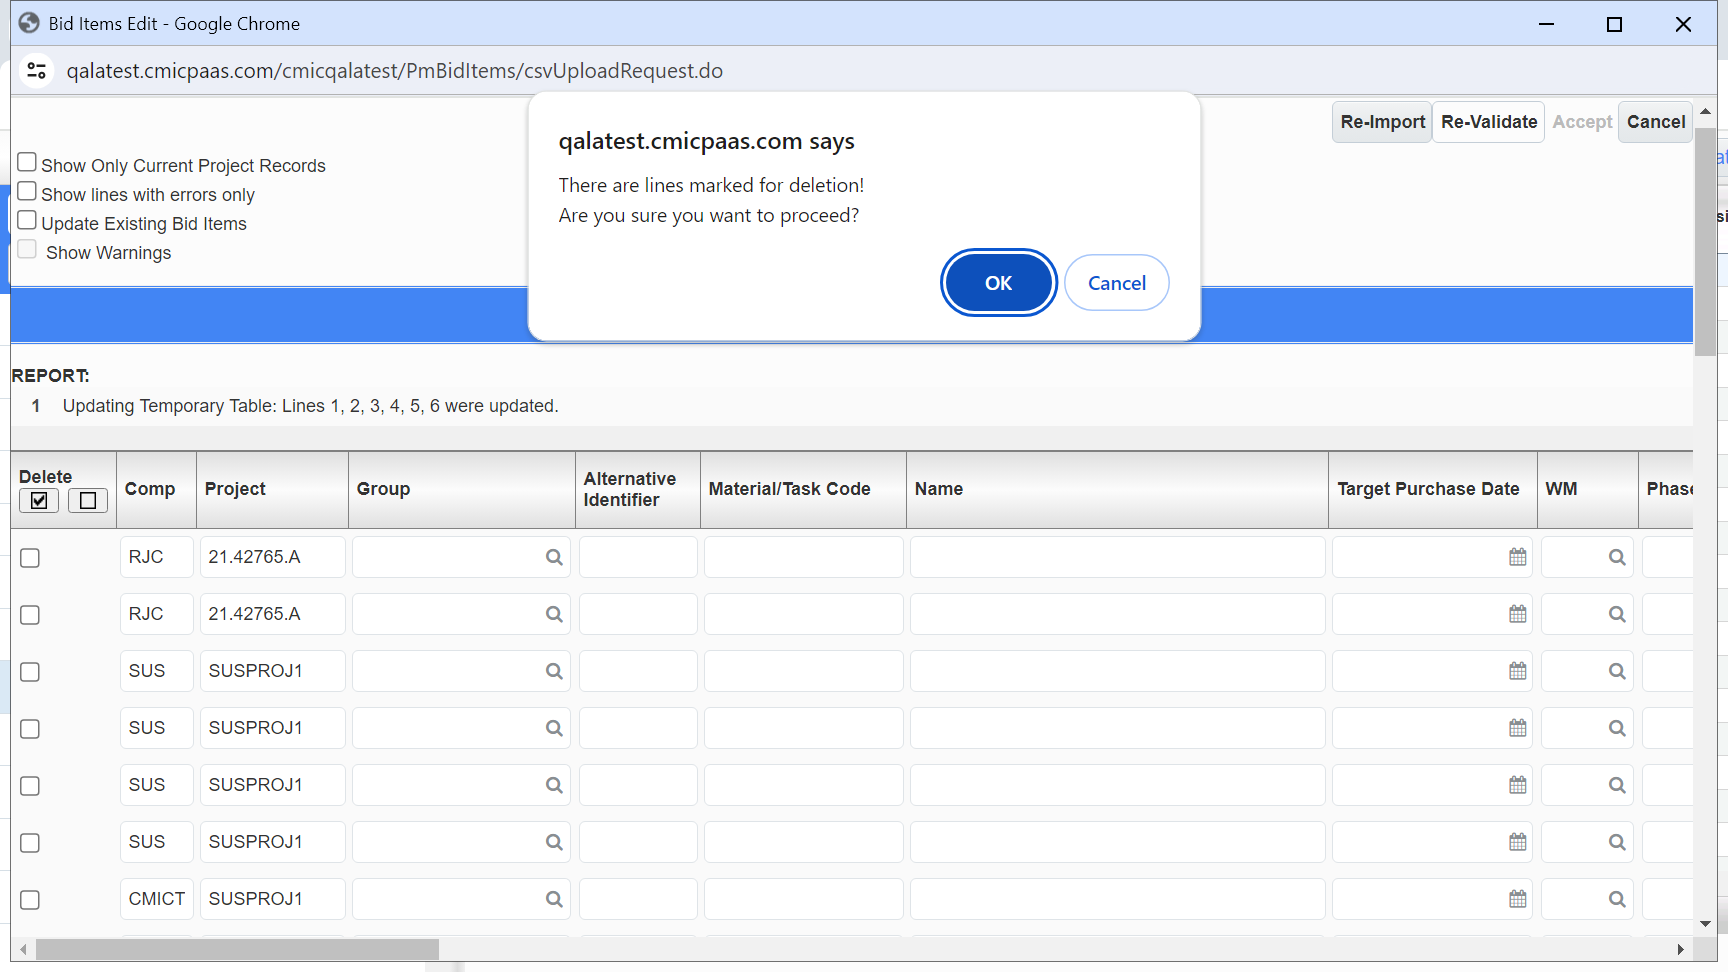 Bid Items Edit - Google Chrome
qalatest.cmicpaas.com/cmicqalatest/PmBidItems/csvUploadRequest.do
qalatest.cmicpaas.com says
There are lines marked for deletion!
Are you sure you want to proceed?
OK Cancel
Re-Import Re-Validate Accept Cancel
Show Only Current Project Records
Show lines with errors only
Update Existing Bid Items
Show Warnings
REPORT:
1 Updating Temporary Table: Lines 1, 2, 3, 4, 5, 6 were updated.
Delete Comp Project Group Alternative Identifier Material/Task Code Name Target Purchase Date WM Phase
RJC 21.42765.A
RJC 21.42765.A
SUS SUSPROJ1
SUS SUSPROJ1
SUS SUSPROJ1
SUS SUSPROJ1
CMICT SUSPROJ1